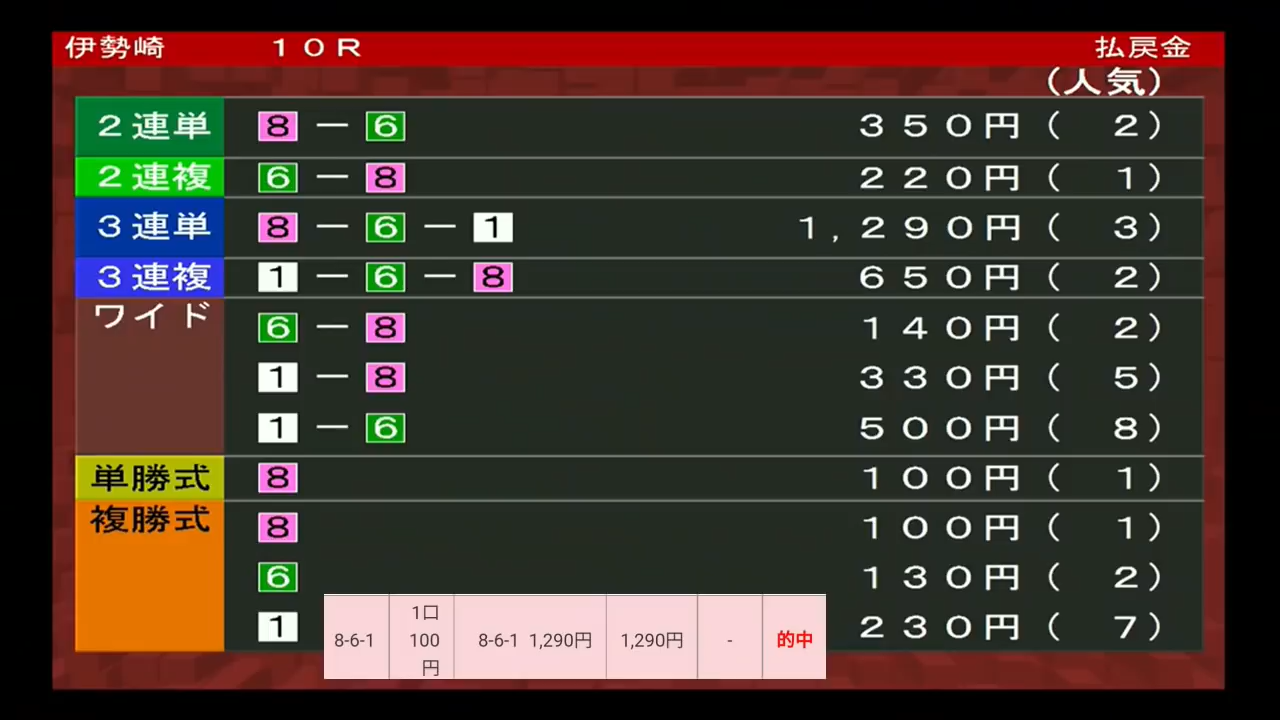 伊勢崎 10R 払戻金
(人気)
2連単 8 － 6 350円 ( 2)
2連複 6 － 8 220円 ( 1)
3連単 8 － 6 － 1 1,290円 ( 3)
3連複 1 － 6 － 8 650円 ( 2)
ワイド 6 － 8 140円 ( 2)
1 － 8 330円 ( 5)
1 － 6 500円 ( 8)
単勝式 8 100円 ( 1)
複勝式 8 100円 ( 1)
6 130円 ( 2)
1 230円 ( 7)
8-6-1 1口 100 円 8-6-1 1,290円 1,290円 - 的中